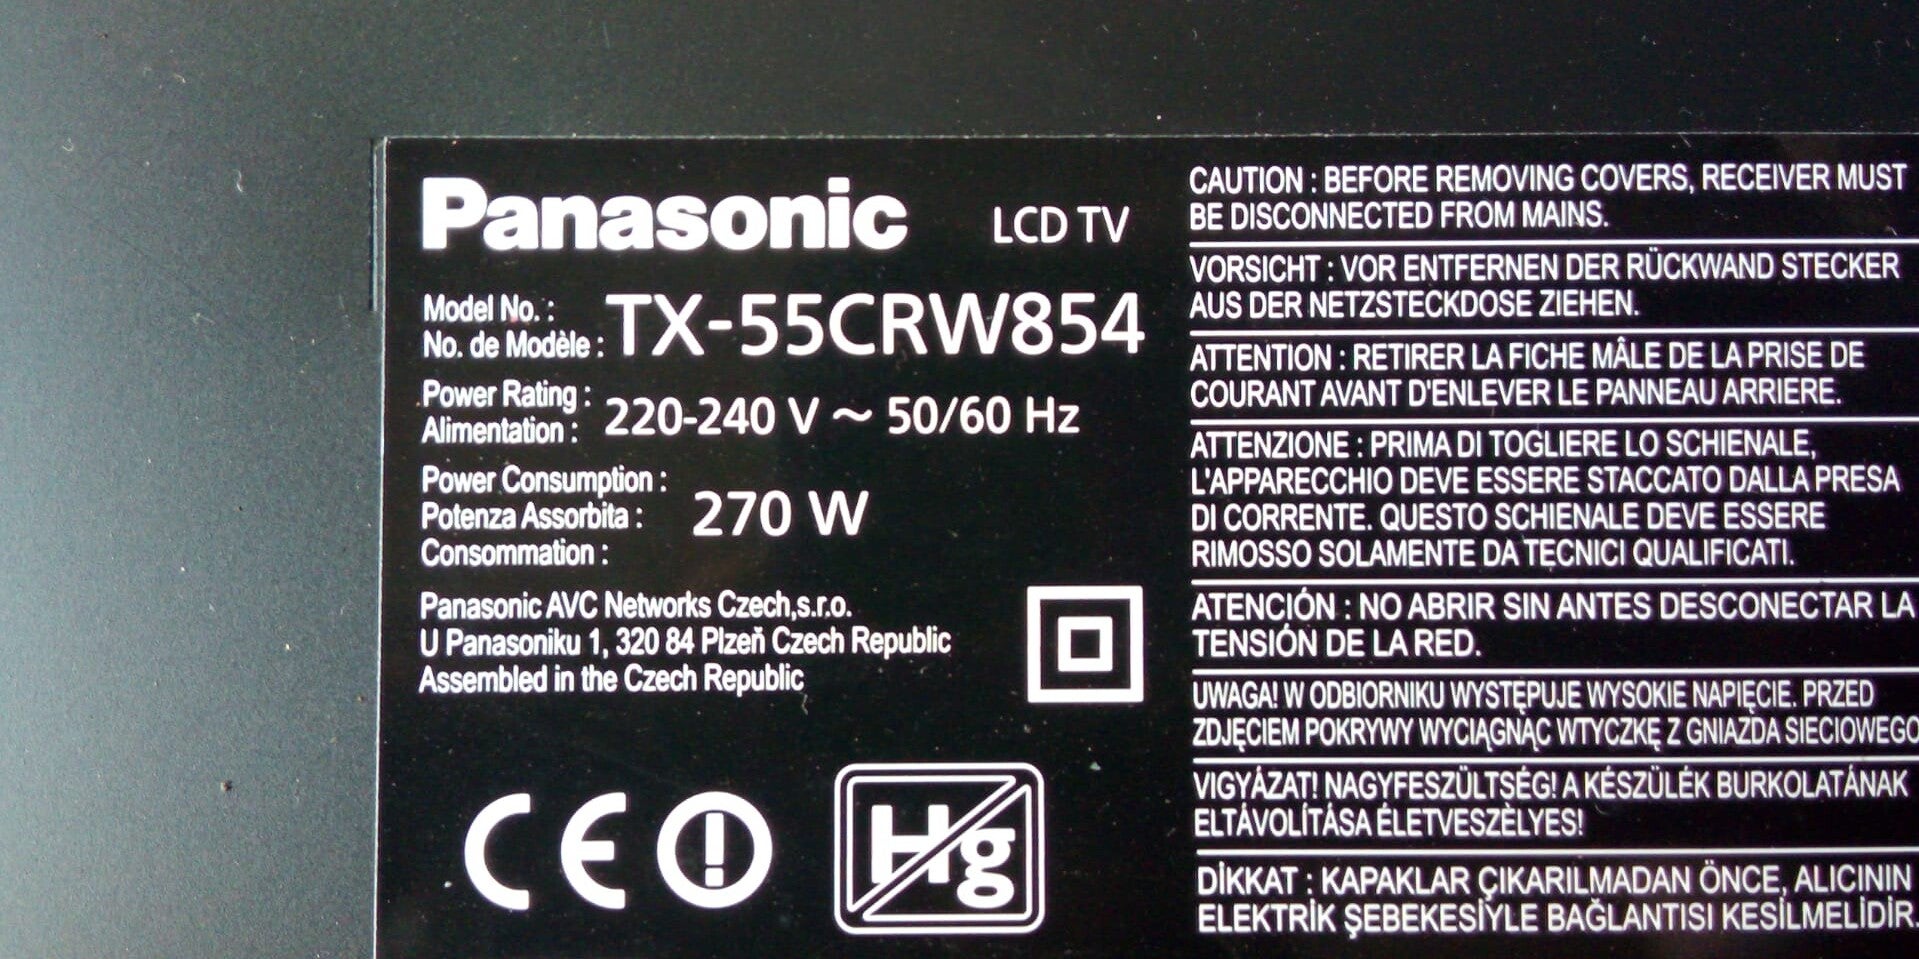 Panasonic LCD TV
Model No. :
No. de Modèle : TX-55CRW854
Power Rating :
Alimentation : 220-240 V ~ 50/60 Hz
Power Consumption :
Potenza Assorbita : 270 W
Consommation :
Panasonic AVC Networks Czech,s.r.o.
U Panasoniku 1, 320 84 Plzeň Czech Republic
Assembled in the Czech Republic
CE
Hg
CAUTION : BEFORE REMOVING COVERS, RECEIVER MUST
BE DISCONNECTED FROM MAINS.
VORSICHT : VOR ENTFERNEN DER RÜCKWAND STECKER
AUS DER NETZSTECKDOSE ZIEHEN.
ATTENTION : RETIRER LA FICHE MÂLE DE LA PRISE DE
COURANT AVANT D'ENLEVER LE PANNEAU ARRIERE.
ATTENZIONE : PRIMA DI TOGLIERE LO SCHIENALE,
L'APPARECCHIO DEVE ESSERE STACCATO DALLA PRESA
DI CORRENTE. QUESTO SCHIENALE DEVE ESSERE
RIMOSSO SOLAMENTE DA TECNICI QUALIFICATI.
ATENCIÓN : NO ABRIR SIN ANTES DESCONECTAR LA
TENSIÓN DE LA RED.
UWAGA! W ODBIORNIKU WYSTĘPUJE WYSOKIE NAPIĘCIE. PRZED
ZDJĘCIEM POKRYWY WYCIĄGNĄC WTYCZKĘ Z GNIAZDA SIECIOWEGO
VIGYÁZAT! NAGYFESZÜLTSÉG! A KÉSZÜLÉK BURKOLATÁNAK
ELTÁVOLÍTÁSA ÉLETVESZÈLYES!
DİKKAT : KAPAKLAR ÇIKARILMADAN ÖNCE, ALICININ
ELEKTRİK ŞEBEKESİYLE BAĞLANTISI KESİLMELİDİR.